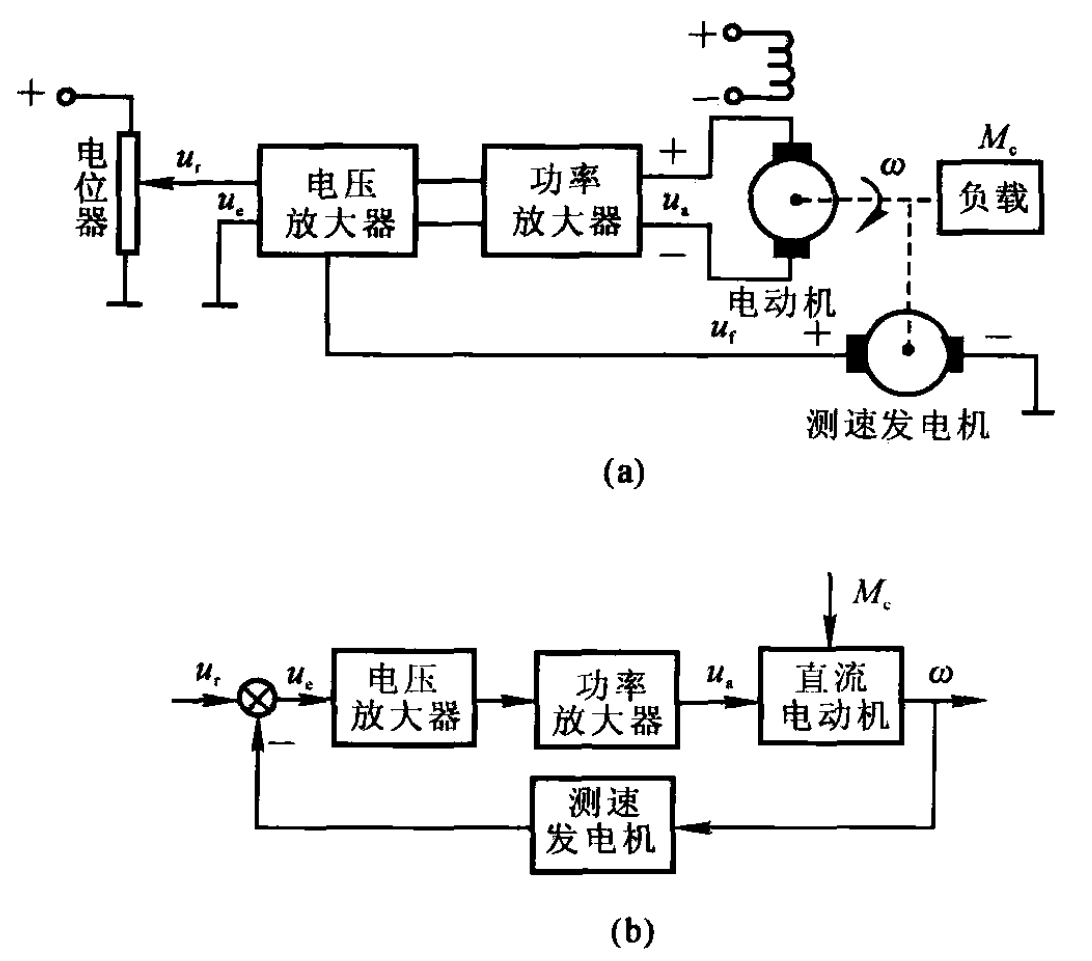 +
-
+
电位器
u_r
u_e
电压
放大器
功率
放大器
+
u_a
-
ω
M_c
负载
电动机
u_f
+
-
测速发电机
(a)
M_c
u_r
u_e
电压
放大器
功率
放大器
u_a
直流
电动机
ω
-
测速
发电机
(b)